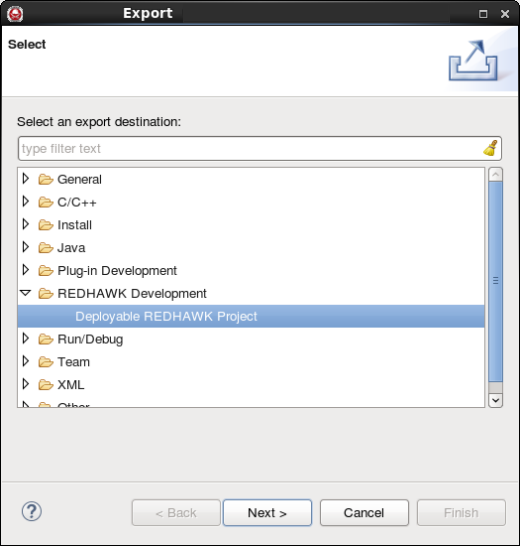 Export
Select
Select an export destination:
type filter text
General
C/C++
Install
Java
Plug-in Development
REDHAWK Development
Deployable REDHAWK Project
Run/Debug
Team
XML
Other
?
< Back
Next >
Cancel
Finish